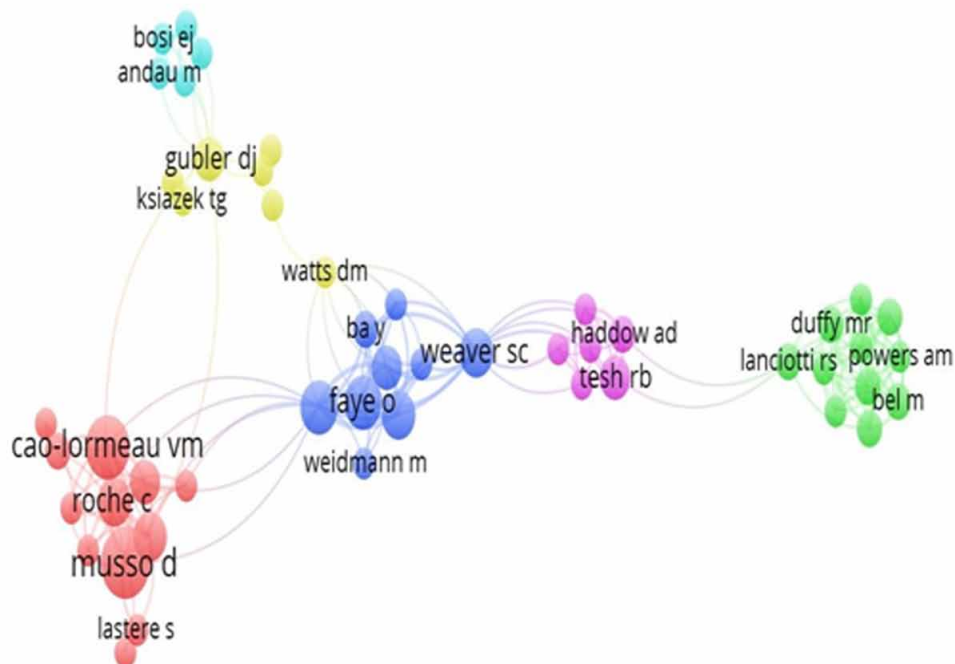 bosi ej
andau m
gubler dj
ksiazek tg
watts dm
ba y
weaver sc
faye o
weidmann m
haddow ad
tesh rb
duffy mr
lanciotti rs
powers am
bel m
cao-lormeau vm
roche c
musso d
lastere s